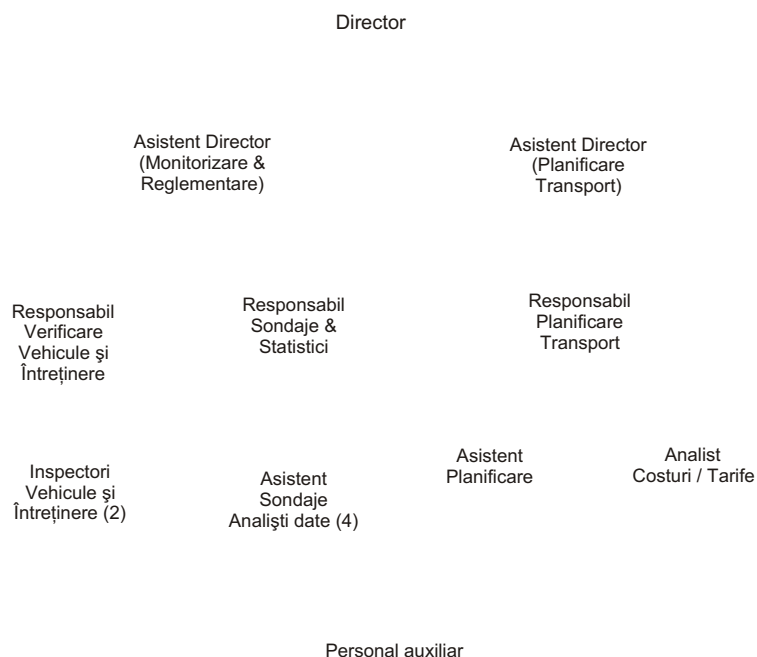 Director
Asistent Director
(Monitorizare &
Reglementare)
Asistent Director
(Planificare
Transport)
Responsabil
Verificare
Vehicule şi
Întreținere
Responsabil
Sondaje &
Statistici
Responsabil
Planificare
Transport
Inspectori
Vehicule şi
Întreținere (2)
Asistent
Sondaje
Analişti date (4)
Asistent
Planificare
Analist
Costuri / Tarife
Personal auxiliar